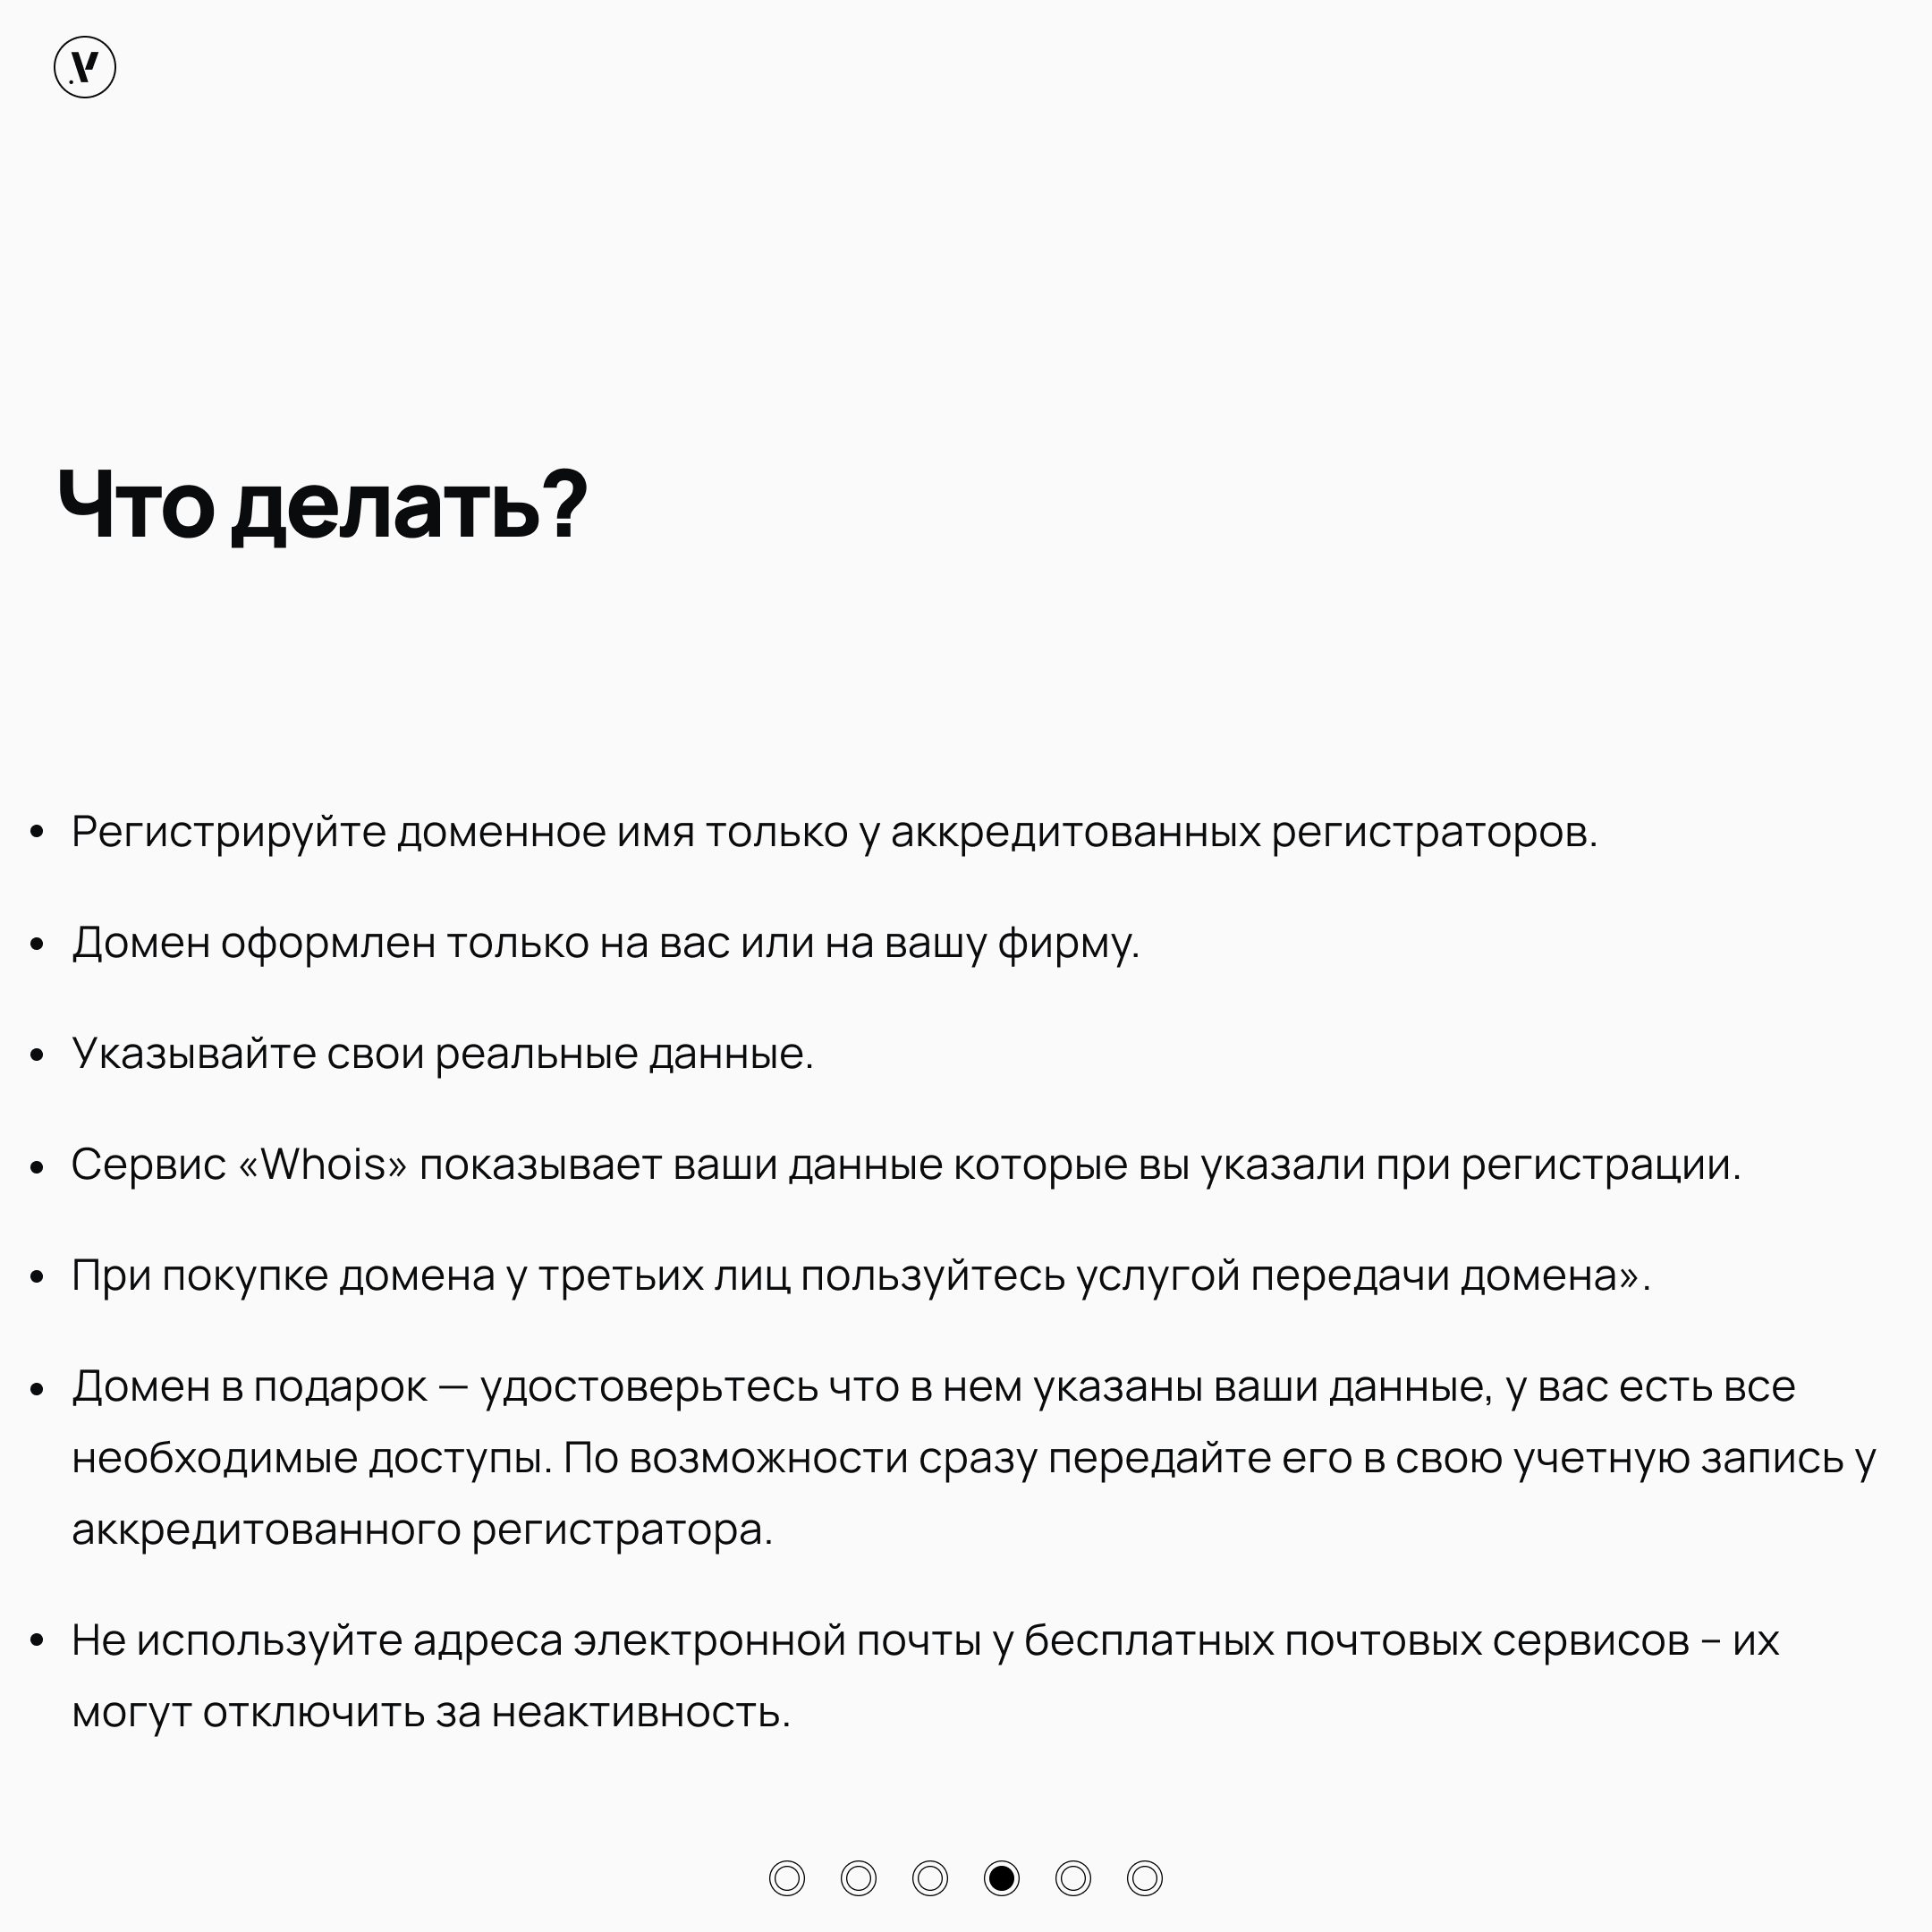 Что делать?
• Регистрируйте доменное имя только у аккредитованных регистраторов.
• Домен оформлен только на вас или на вашу фирму.
• Указывайте свои реальные данные.
• Сервис «Whois» показывает ваши данные которые вы указали при регистрации.
• При покупке домена у третьих лиц пользуйтесь услугой передачи домена».
• Домен в подарок — удостоверьтесь что в нем указаны ваши данные, у вас есть все
необходимые доступы. По возможности сразу передайте его в свою учетную запись у
аккредитованного регистратора.
• Не используйте адреса электронной почты у бесплатных почтовых сервисов – их
могут отключить за неактивность.